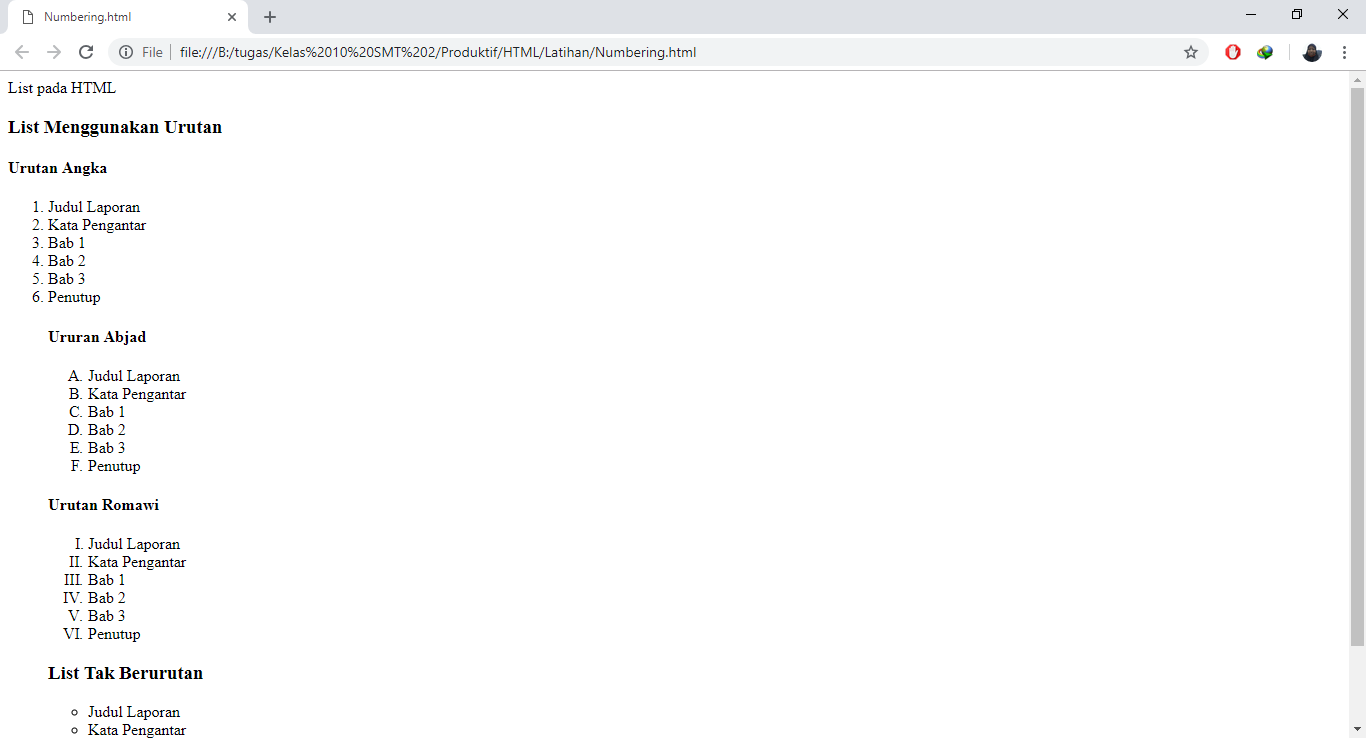 Numbering.html
File
file:///B:/tugas/Kelas%2010%20SMT%202/Produktif/HTML/Latihan/Numbering.html
List pada HTML
List Menggunakan Urutan
Urutan Angka
1. Judul Laporan
2. Kata Pengantar
3. Bab 1
4. Bab 2
5. Bab 3
6. Penutup
Ururan Abjad
A. Judul Laporan
B. Kata Pengantar
C. Bab 1
D. Bab 2
E. Bab 3
F. Penutup
Urutan Romawi
I. Judul Laporan
II. Kata Pengantar
III. Bab 1
IV. Bab 2
V. Bab 3
VI. Penutup
List Tak Berurutan
Judul Laporan
Kata Pengantar